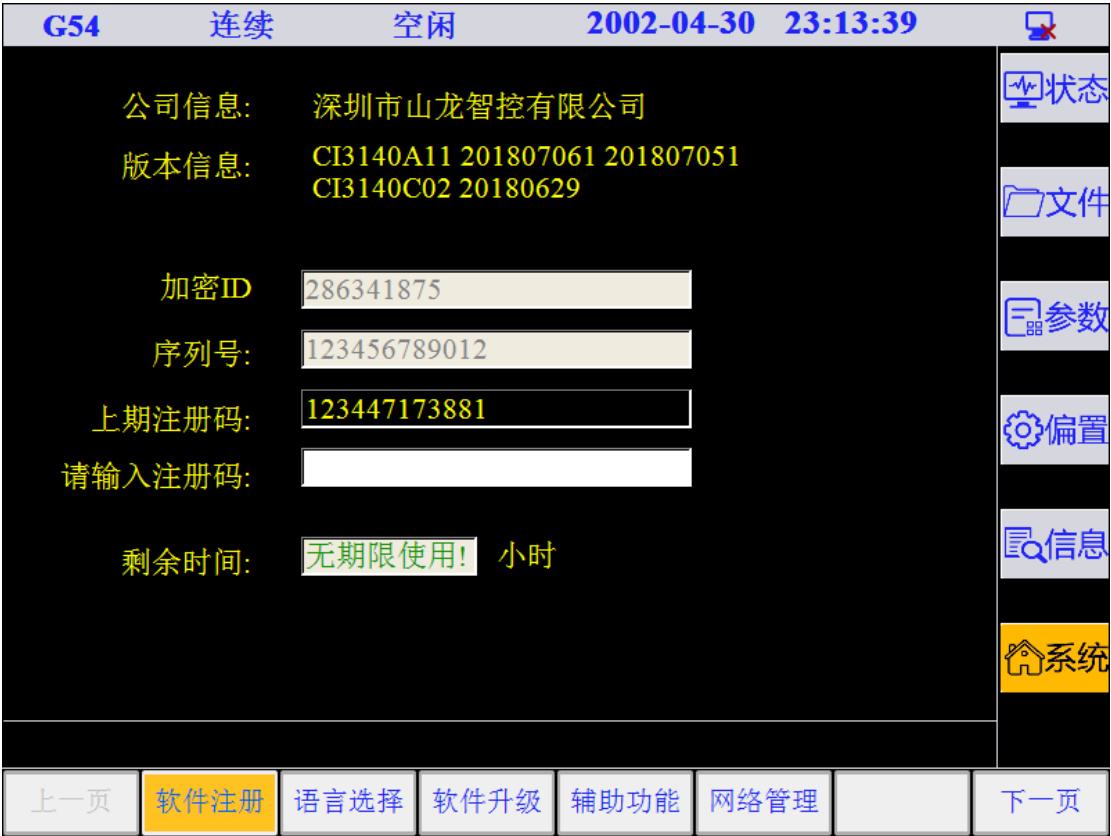 G54 连续 空闲 2002-04-30 23:13:39
公司信息: 深圳市山龙智控有限公司
版本信息: CI3140A11 201807061 201807051
CI3140C02 20180629
加密ID 286341875
序列号: 123456789012
上期注册码: 123447173881
请输入注册码:
剩余时间: 无期限使用! 小时
状态
文件
参数
偏置
信息
系统
上一页 软件注册 语言选择 软件升级 辅助功能 网络管理 下一页